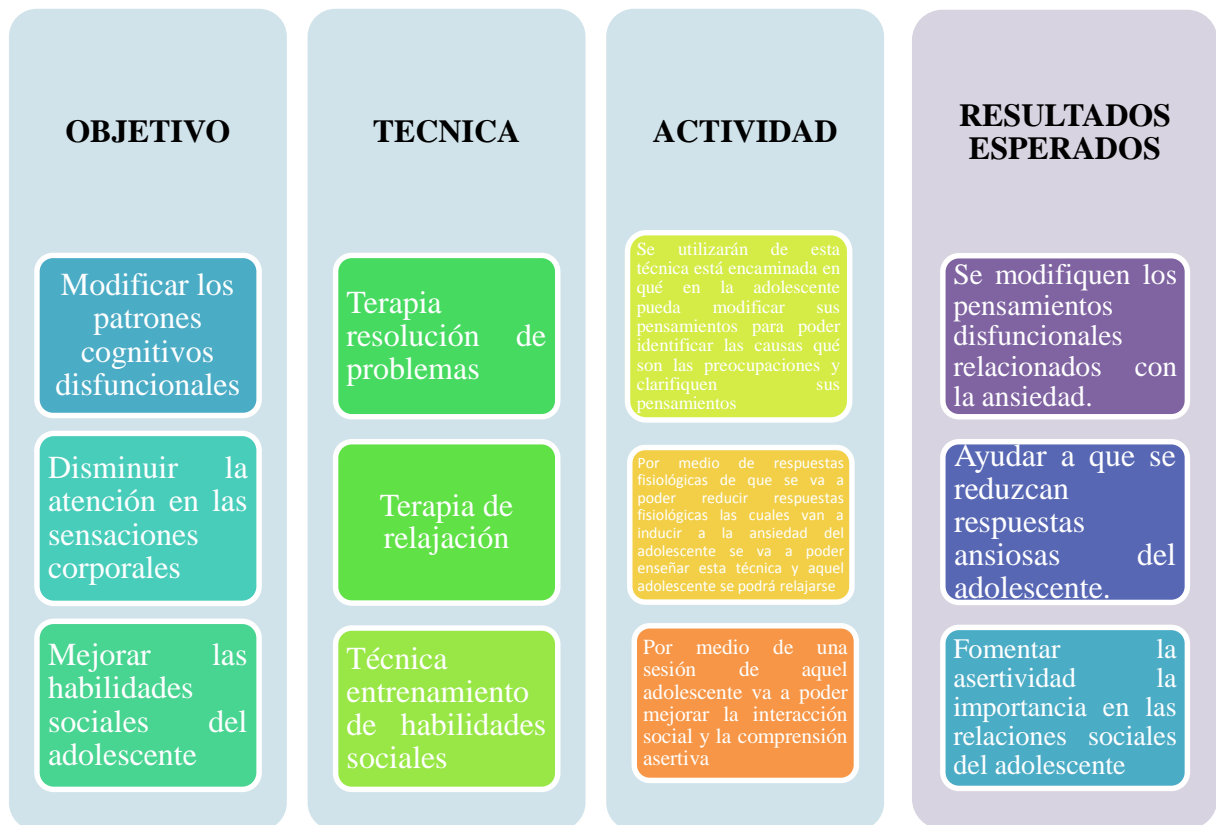 OBJETIVO
Modificar los
patrones
cognitivos
disfuncionales
Disminuir la
atención en las
sensaciones
corporales
Mejorar las
habilidades
sociales del
adolescente
TECNICA
Terapia
resolución de
problemas
Terapia de
relajación
Técnica
entrenamiento
de habilidades
sociales
ACTIVIDAD
Se utilizarán de esta
técnica está encaminada en
qué en la adolescente
pueda modificar sus
pensamientos para poder
identificar las causas qué
son las preocupaciones y
clarifiquen sus
pensamientos
Por medio de respuestas
fisiológicas de que se va a
poder reducir respuestas
fisiológicas las cuales van a
inducir a la ansiedad del
adolescente se va a poder
enseñar esta técnica y aquel
adolescente se podrá relajarse
Por medio de una
sesión de aquel
adolescente va a poder
mejorar la interacción
social y la comprensión
asertiva
RESULTADOS
ESPERADOS
Se modifiquen los
pensamientos
disfuncionales
relacionados con
la ansiedad.
Ayudar a que se
reduzcan
respuestas
ansiosas del
adolescente.
Fomentar la
asertividad la
importancia en las
relaciones sociales
del adolescente